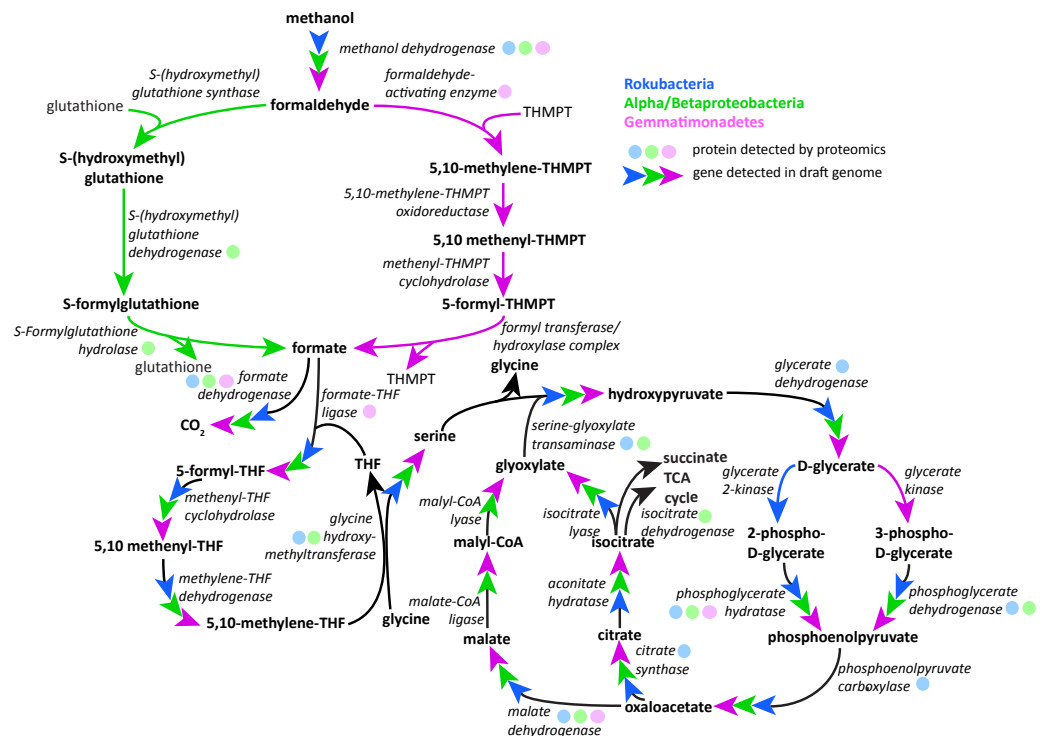 methanol
methanol dehydrogenase
S-(hydroxymethyl)
glutathione synthase
formaldehyde-
activating enzyme
glutathione
formaldehyde
THMPT
Rokubacteria
Alpha/Betaproteobacteria
Gemmatimonadetes
protein detected by proteomics
gene detected in draft genome
S-(hydroxymethyl)
glutathione
5,10-methylene-THMPT
5,10-methylene-THMPT
oxidoreductase
S-(hydroxymethyl)
glutathione
dehydrogenase
5,10 methenyl-THMPT
methenyl-THMPT
cyclohydrolase
S-formylglutathione
5-formyl-THMPT
S-Formylglutathione
hydrolase
glutathione
formate
THMPT
formyl transferase/
hydroxylase complex
glycine
formate
dehydrogenase
formate-THF
ligase
CO2
serine
hydroxypyruvate
glycerate
dehydrogenase
serine-glyoxylate
transaminase
glyoxylate
succinate
TCA
cycle
D-glycerate
glycerate
2-kinase
glycerate
kinase
5-formyl-THF
THF
methenyl-THF
cyclohydrolase
glycine
hydroxy-
methyltransferase
malyl-CoA
lyase
isocitrate
lyase
isocitrate
dehydrogenase
5,10 methenyl-THF
malyl-CoA
isocitrate
2-phospho-
D-glycerate
3-phospho-
D-glycerate
methylene-THF
dehydrogenase
aconitate
hydratase
phosphoglycerate
hydratase
phosphoglycerate
dehydrogenase
5,10-methylene-THF
glycine
malate-CoA
ligase
malate
citrate
citrate
synthase
phosphoenolpyruvate
phosphoenolpyruvate
carboxylase
oxaloacetate
malate
dehydrogenase